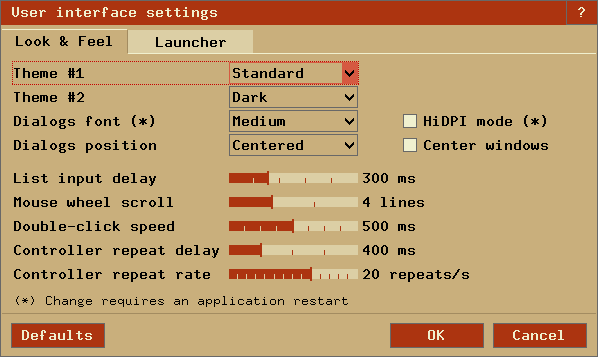 User interface settings ?
Look & Feel Launcher
Theme #1 Standard
Theme #2 Dark
Dialogs font (*) Medium HiDPI mode (*)
Dialogs position Centered Center windows
List input delay 300 ms
Mouse wheel scroll 4 lines
Double-click speed 500 ms
Controller repeat delay 400 ms
Controller repeat rate 20 repeats/s
(*) Change requires an application restart
Defaults OK Cancel